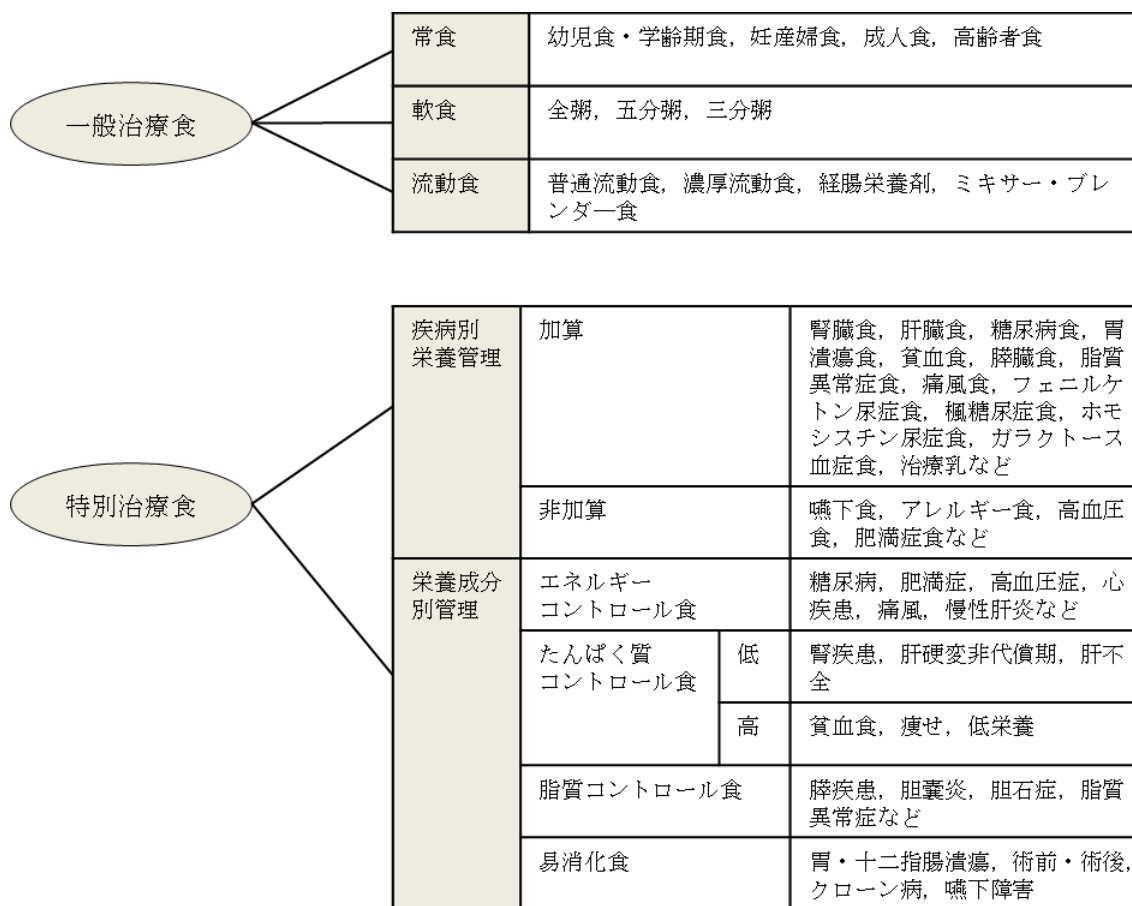 一般治療食
常食
幼児食・学齢期食，妊産婦食，成人食，高齢者食
軟食
全粥，五分粥，三分粥
流動食
普通流動食，濃厚流動食，経腸栄養剤，ミキサー・ブレ
ンダ―食
特別治療食
疾病別
栄養管理
加算
腎臓食，肝臓食，糖尿病食，胃
潰瘍食，貧血食，膵臓食，脂質
異常症食，痛風食，フェニルケ
トン尿症食，楓糖尿症食，ホモ
シスチン尿症食，ガラクトース
血症食，治療乳など
非加算
嚥下食，アレルギー食，高血圧
食，肥満症食など
栄養成分
別管理
エネルギー
コントロール食
糖尿病，肥満症，高血圧症，心
疾患，痛風，慢性肝炎など
たんぱく質
コントロール食
低
腎疾患，肝硬変非代償期，肝不
全
高
貧血食，痩せ，低栄養
脂質コントロール食
膵疾患，胆嚢炎，胆石症，脂質
異常症など
易消化食
胃・十二指腸潰瘍，術前・術後，
クローン病，嚥下障害